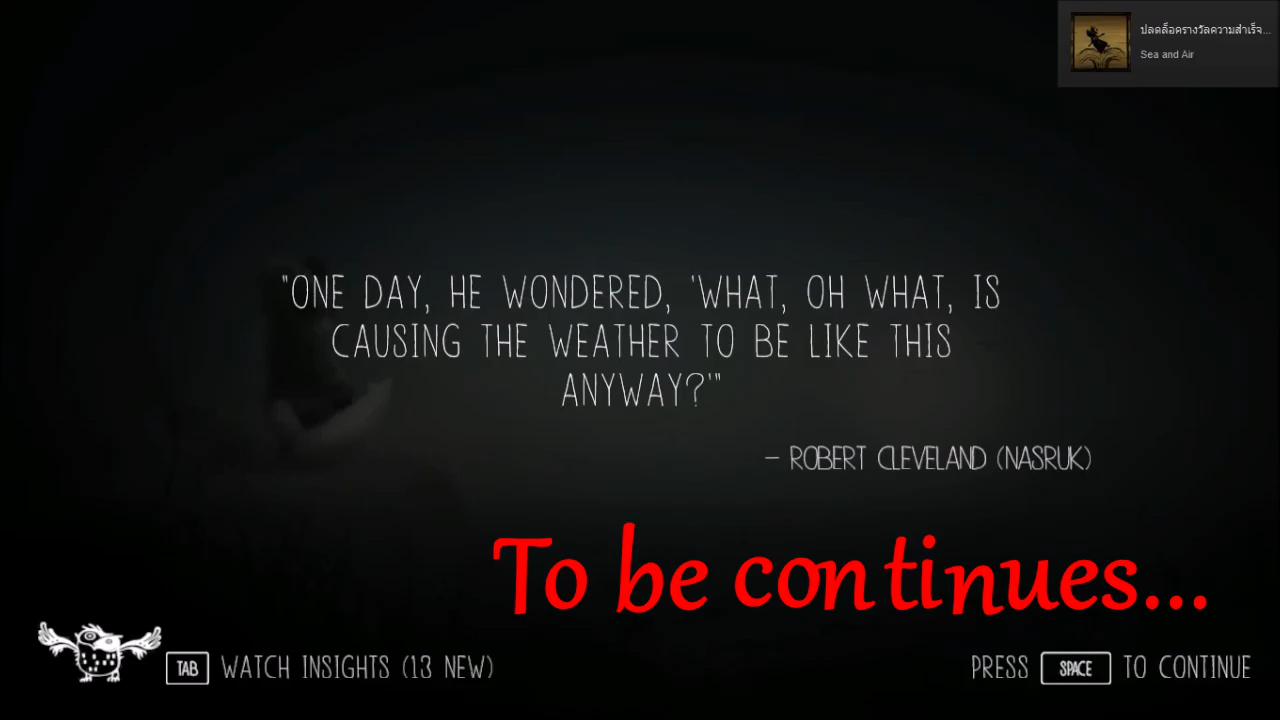 ปลดล็อครางวัลความสำเร็จ...
Sea and Air
"ONE DAY, HE WONDERED, 'WHAT, OH WHAT, IS
CAUSING THE WEATHER TO BE LIKE THIS
ANYWAY?'"
– ROBERT CLEVELAND (NASRUK)
To be continues...
TAB WATCH INSIGHTS (13 NEW)
PRESS SPACE TO CONTINUE